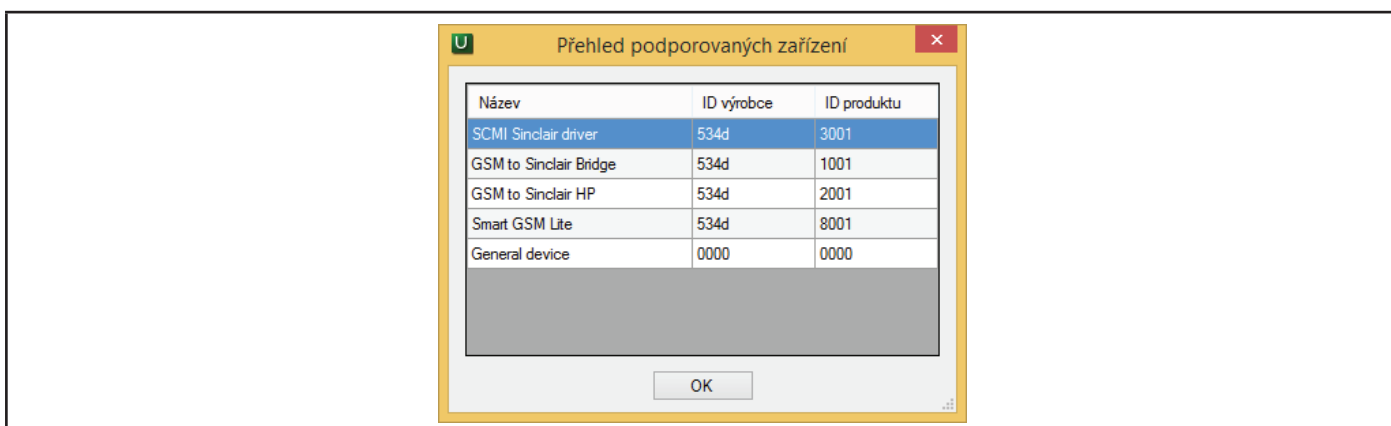 U Přehled podporovaných zařízení ×
Název ID výrobce ID produktu
SCMI Sinclair driver 534d 3001
GSM to Sinclair Bridge 534d 1001
GSM to Sinclair HP 534d 2001
Smart GSM Lite 534d 8001
General device 0000 0000
OK